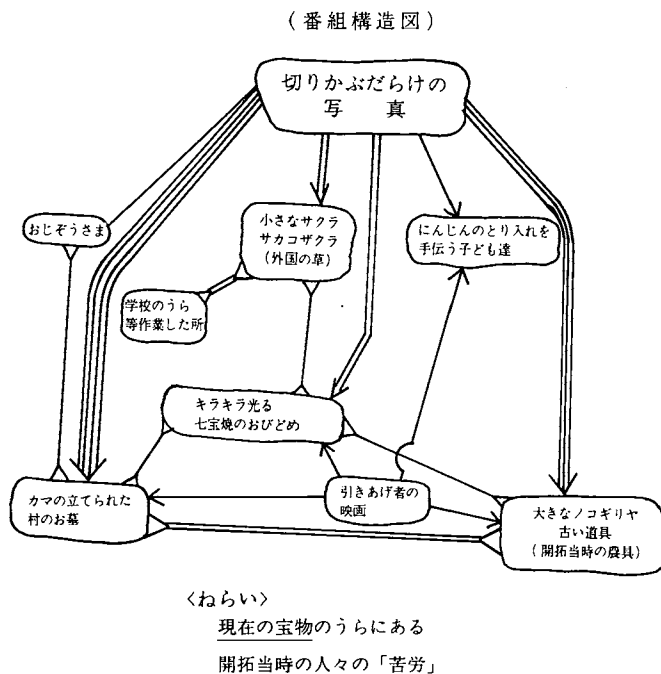 (番組構造図)
切りかぶだらけの
写 真
おじぞうさま
小さなサクラ
サカコザクラ
(外国の草)
にんじんのとり入れを
手伝う子ども達
学校のうら
等作業した所
キラキラ光る
七宝焼のおびどめ
カマの立てられた
村のお墓
引きあげ者の
映画
大きなノコギリヤ
古い道具
(開拓当時の農具)
〈ねらい〉
現在の宝物のうらにある
開拓当時の人々の「苦労」